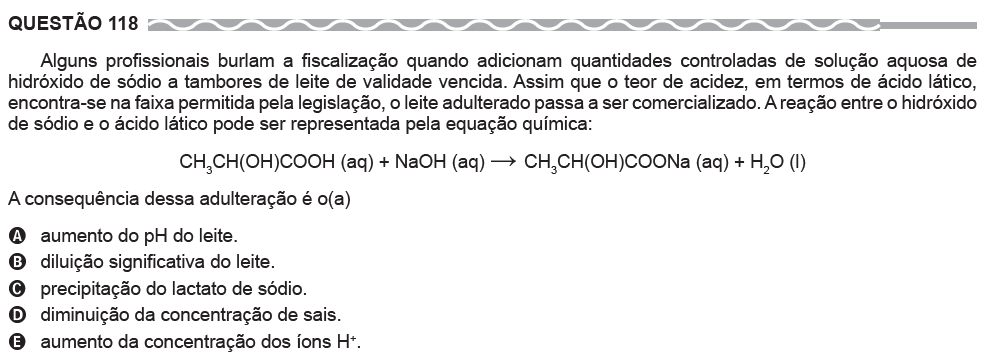 QUESTÃO 118
Alguns profissionais burlam a fiscalização quando adicionam quantidades controladas de solução aquosa de
hidróxido de sódio a tambores de leite de validade vencida. Assim que o teor de acidez, em termos de ácido lático,
encontra-se na faixa permitida pela legislação, o leite adulterado passa a ser comercializado. A reação entre o hidróxido
de sódio e o ácido lático pode ser representada pela equação química:
CH₃CH(OH)COOH (aq) + NaOH (aq) ⟶ CH₃CH(OH)COONa (aq) + H₂O (l)
A consequência dessa adulteração é o(a)
A aumento do pH do leite.
B diluição significativa do leite.
C precipitação do lactato de sódio.
D diminuição da concentração de sais.
E aumento da concentração dos íons H⁺.